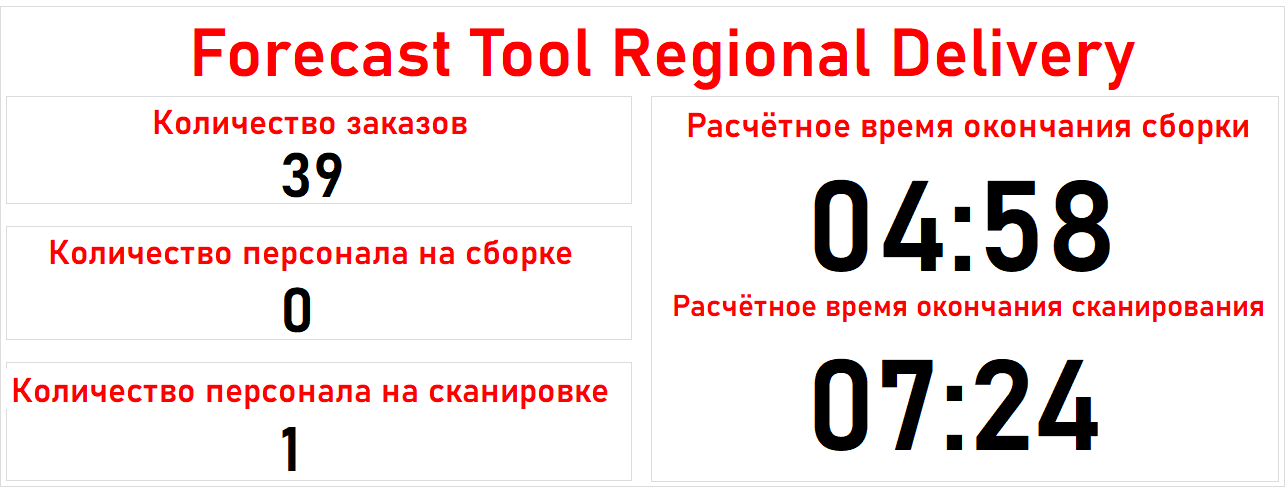 Forecast Tool Regional Delivery
Количество заказов
39
Количество персонала на сборке
0
Количество персонала на сканировке
1
Расчётное время окончания сборки
04:58
Расчётное время окончания сканирования
07:24